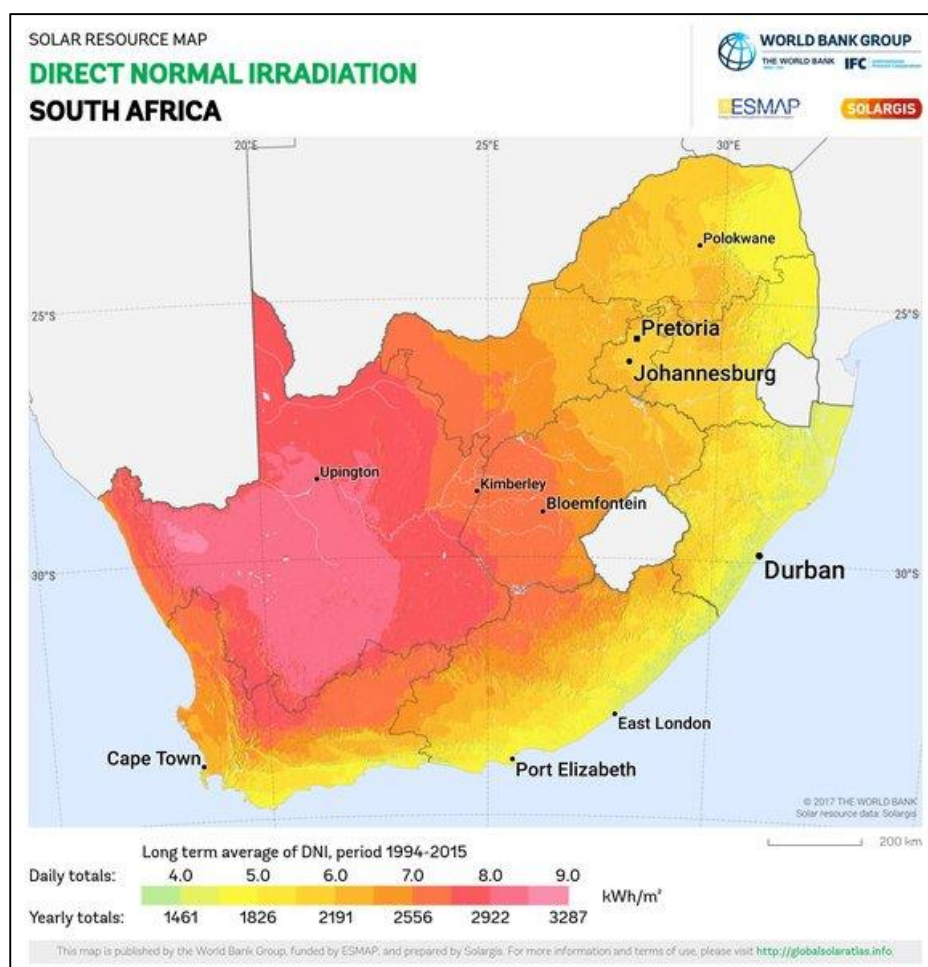 SOLAR RESOURCE MAP
DIRECT NORMAL IRRADIATION
SOUTH AFRICA
WORLD BANK GROUP
THE WORLD BANK IFC
ESMAP SOLARGIS
20°E 25°E 30°E
Polokwane
25°S 25°S
Pretoria
Johannesburg
Upington
Kimberley
Bloemfontein
Durban
30°S 30°S
East London
Cape Town
Port Elizabeth
© 2017 THE WORLD BANK
Solar resource data: Solargis
200 km
Long term average of DNI, period 1994-2015
Daily totals: 4.0 5.0 6.0 7.0 8.0 9.0
kWh/m²
Yearly totals: 1461 1826 2191 2556 2922 3287
This map is published by the World Bank Group, funded by ESMAP, and prepared by Solargis. For more information and terms of use, please visit http://globalsolaratlas.info.